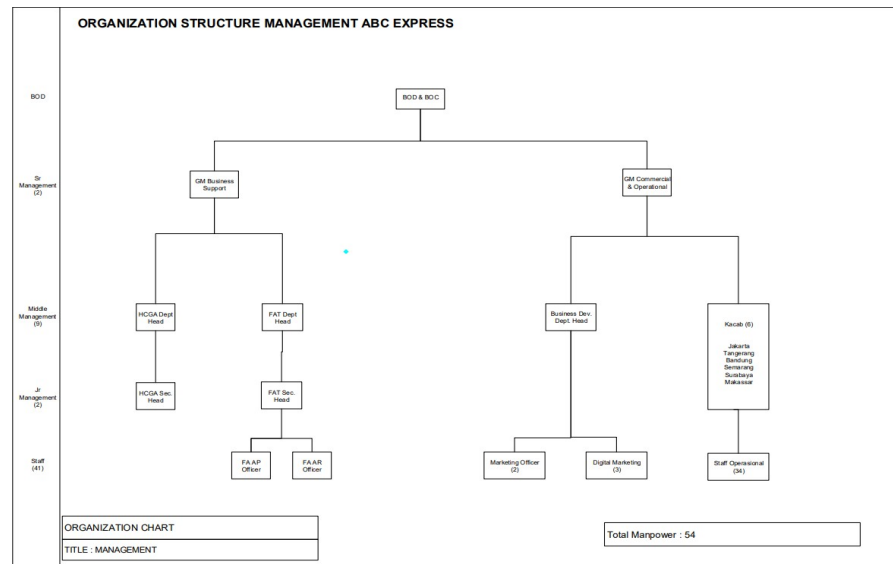 ORGANIZATION STRUCTURE MANAGEMENT ABC EXPRESS
BOD
BOD & BOC
Sr
Management
(2)
GM Business
Support
GM Commercial
& Operational
Middle
Management
(9)
HCGA Dept
Head
FAT Dept
Head
Business Dev.
Dept. Head
Kacab (6)
Jakarta
Tangerang
Bandung
Semarang
Surabaya
Makassar
Jr
Management
(2)
HCGA Sec.
Head
FAT Sec.
Head
Staff
(41)
FA AP
Officer
FA AR
Officer
Marketing Officer
(2)
Digital Marketing
(3)
Staff Operasional
(34)
ORGANIZATION CHART
TITLE : MANAGEMENT
Total Manpower : 54